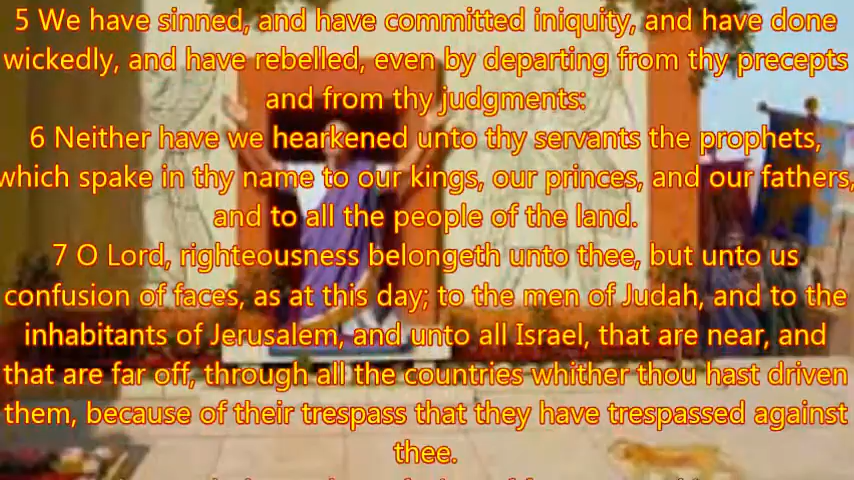 5 We have sinned, and have committed iniquity, and have done
wickedly, and have rebelled, even by departing from thy precepts
and from thy judgments:
6 Neither have we hearkened unto thy servants the prophets,
which spake in thy name to our kings, our princes, and our fathers,
and to all the people of the land.
7 O Lord, righteousness belongeth unto thee, but unto us
confusion of faces, as at this day; to the men of Judah, and to the
inhabitants of Jerusalem, and unto all Israel, that are near, and
that are far off, through all the countries whither thou hast driven
them, because of their trespass that they have trespassed against
thee.